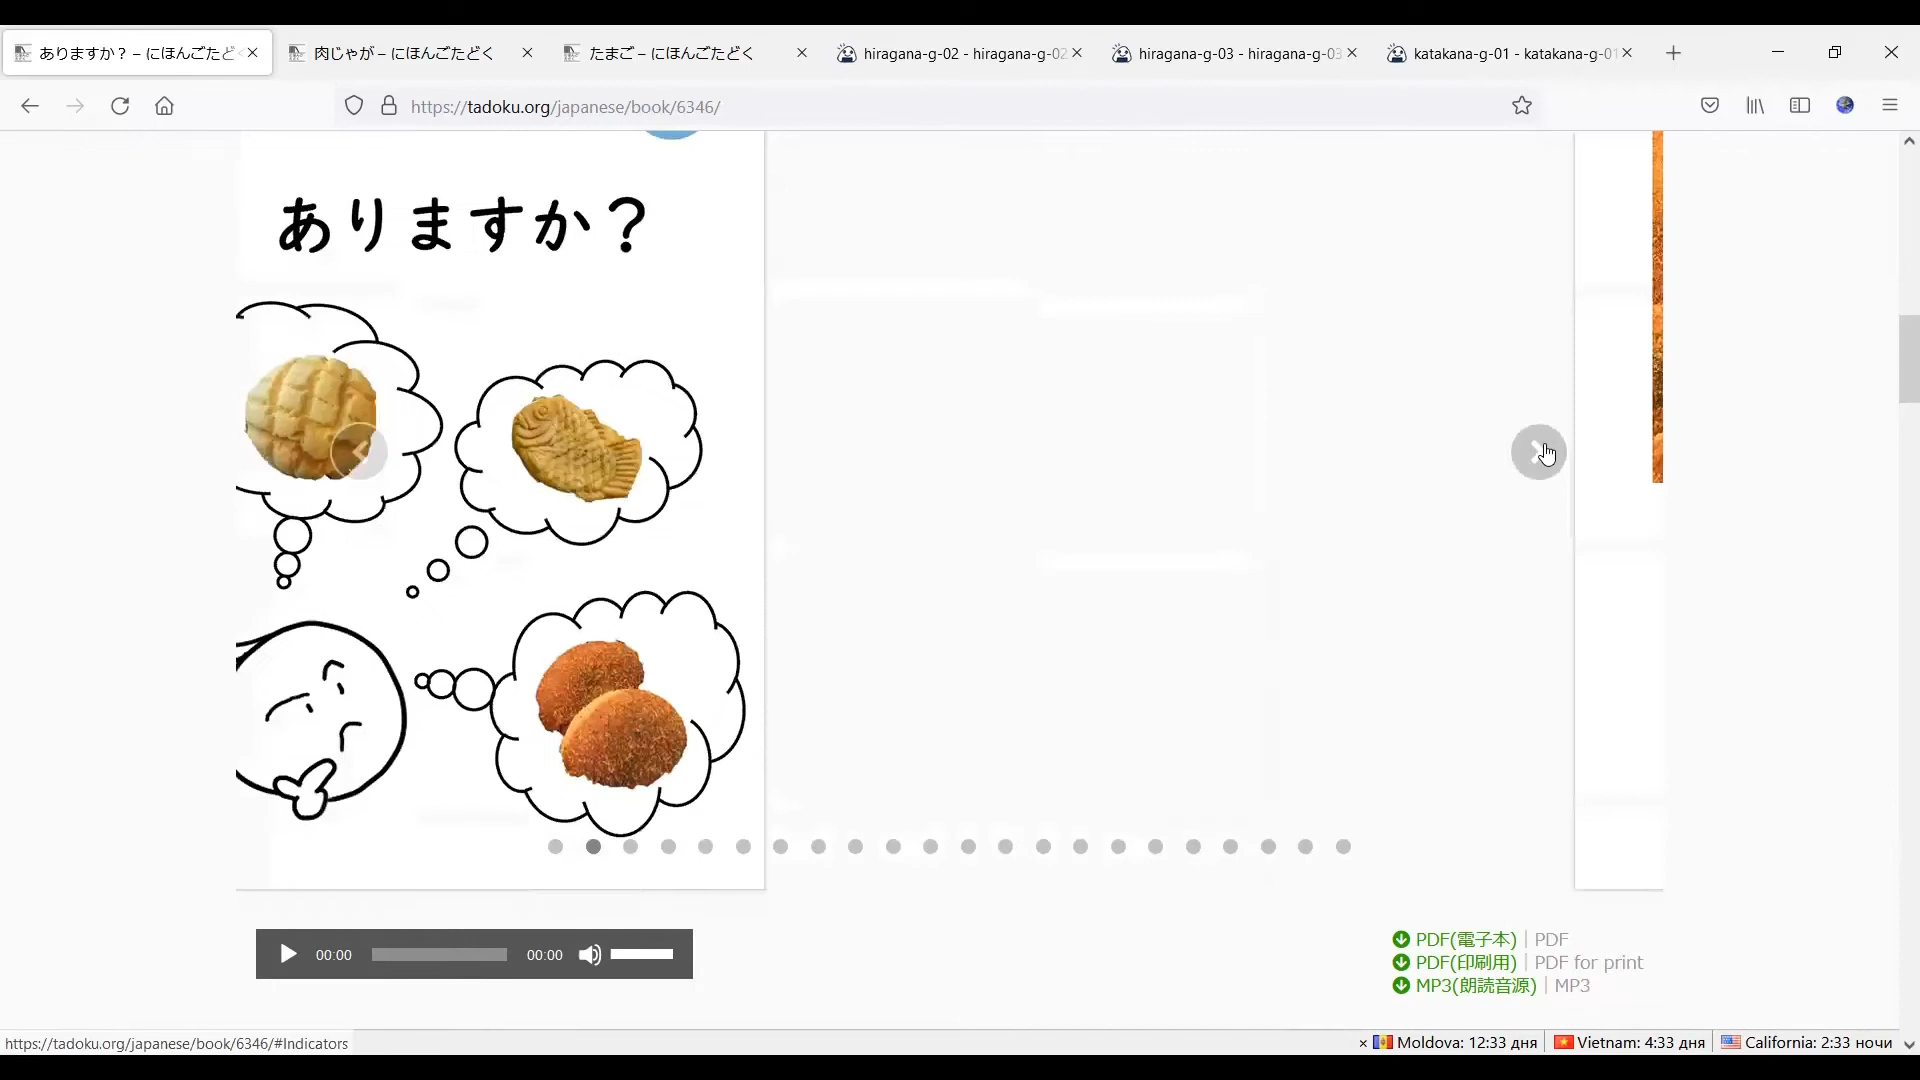 ありますか？ – にほんごたどく
肉じゃが – にほんごたどく
たまご – にほんごたどく
hiragana-g-02 - hiragana-g-02
hiragana-g-03 - hiragana-g-03
katakana-g-01 - katakana-g-01
https://tadoku.org/japanese/book/6346/
ありますか？
00:00
00:00
PDF(電子本) | PDF
PDF(印刷用) | PDF for print
MP3(朗読音源) | MP3
https://tadoku.org/japanese/book/6346/#Indicators
× Moldova: 12:33 дня
Vietnam: 4:33 дня
California: 2:33 ночи